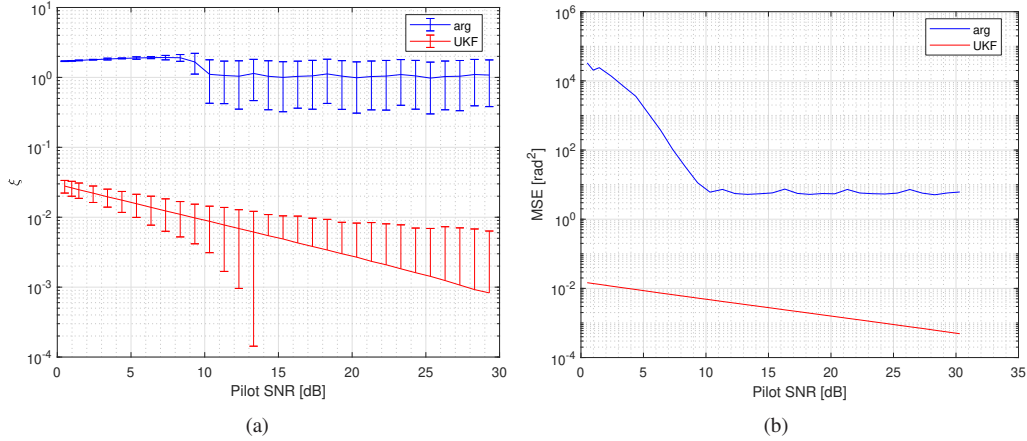 arg
UKF
10^2
10^1
10^0
10^-1
10^-2
10^-3
10^-4
ξ
0 5 10 15 20 25 30
Pilot SNR [dB]
(a)
arg
UKF
10^6
10^4
10^2
10^0
10^-2
10^-4
MSE [rad^2]
0 5 10 15 20 25 30 35
Pilot SNR [dB]
(b)